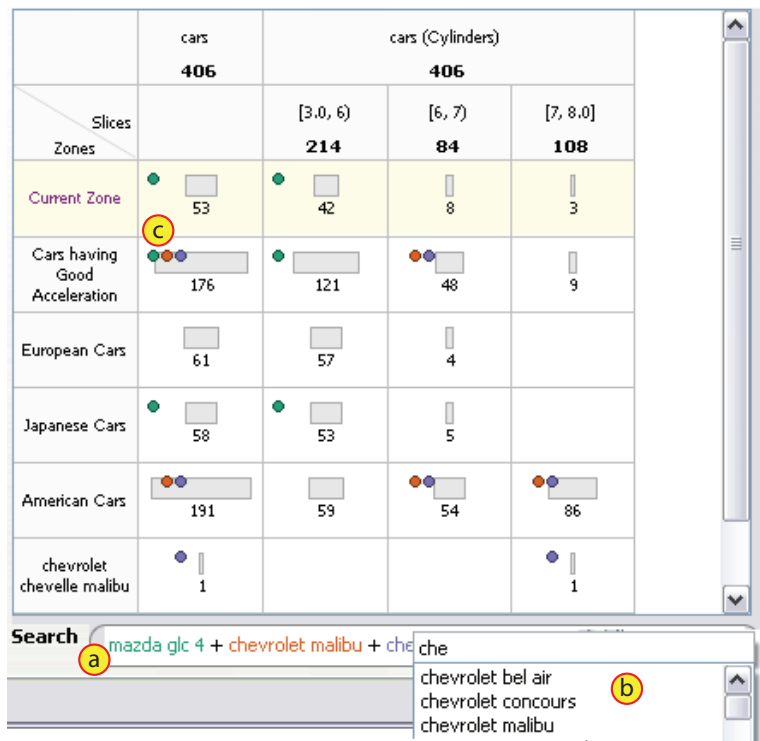 cars cars (Cylinders)
406 406
Slices [3.0, 6) [6, 7) [7, 8.0]
Zones 214 84 108
Current Zone 53 42 8 3
c
Cars having
Good
Acceleration
176 121 48 9
European Cars 61 57 4
Japanese Cars 58 53 5
American Cars 191 59 54 86
chevrolet
chevelle malibu
1 1
Search mazda glc 4 + chevrolet malibu + che
che
a
chevrolet bel air
b
chevrolet concours
chevrolet malibu